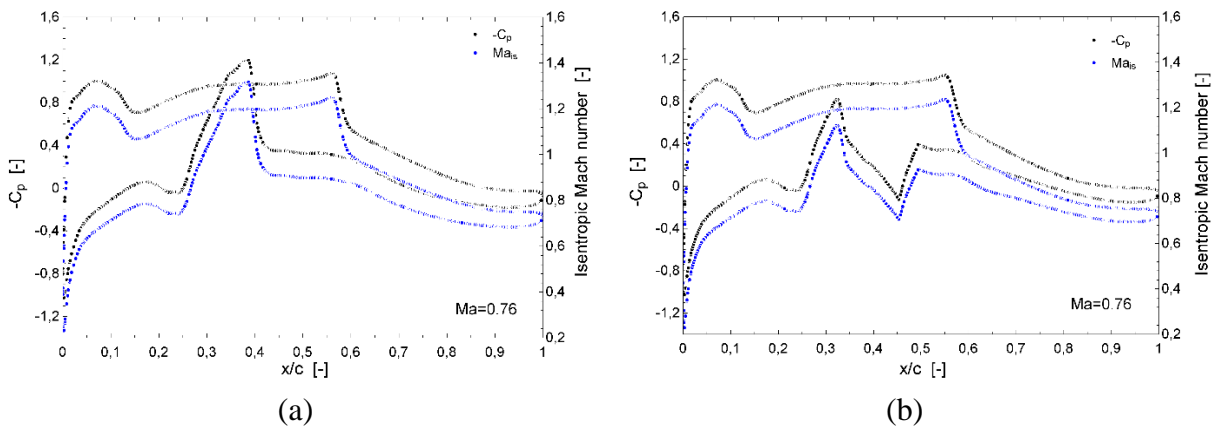 1,6
1,2
0,8
0,4
0
-0,4
-0,8
-1,2
-Cp [-]
-Cp
Mais
Ma=0.76
1,6
1,4
1,2
1
0,8
0,6
0,4
0,2
Isentropic Mach number [-]
0 0,1 0,2 0,3 0,4 0,5 0,6 0,7 0,8 0,9 1
x/c [-]
(a)
1,6
1,2
0,8
0,4
0
-0,4
-0,8
-1,2
-Cp [-]
-Cp
Mais
Ma=0.76
1,6
1,4
1,2
1
0,8
0,6
0,4
0,2
Isentropic Mach number [-]
0 0,1 0,2 0,3 0,4 0,5 0,6 0,7 0,8 0,9 1
x/c [-]
(b)